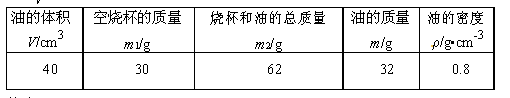 油的体积 空烧杯的质量 烧杯和油的总质量 油的质量 油的密度
V/cm³ m₁/g m₂/g m/g ρ/g•cm⁻³
40 30 62 32 0.8